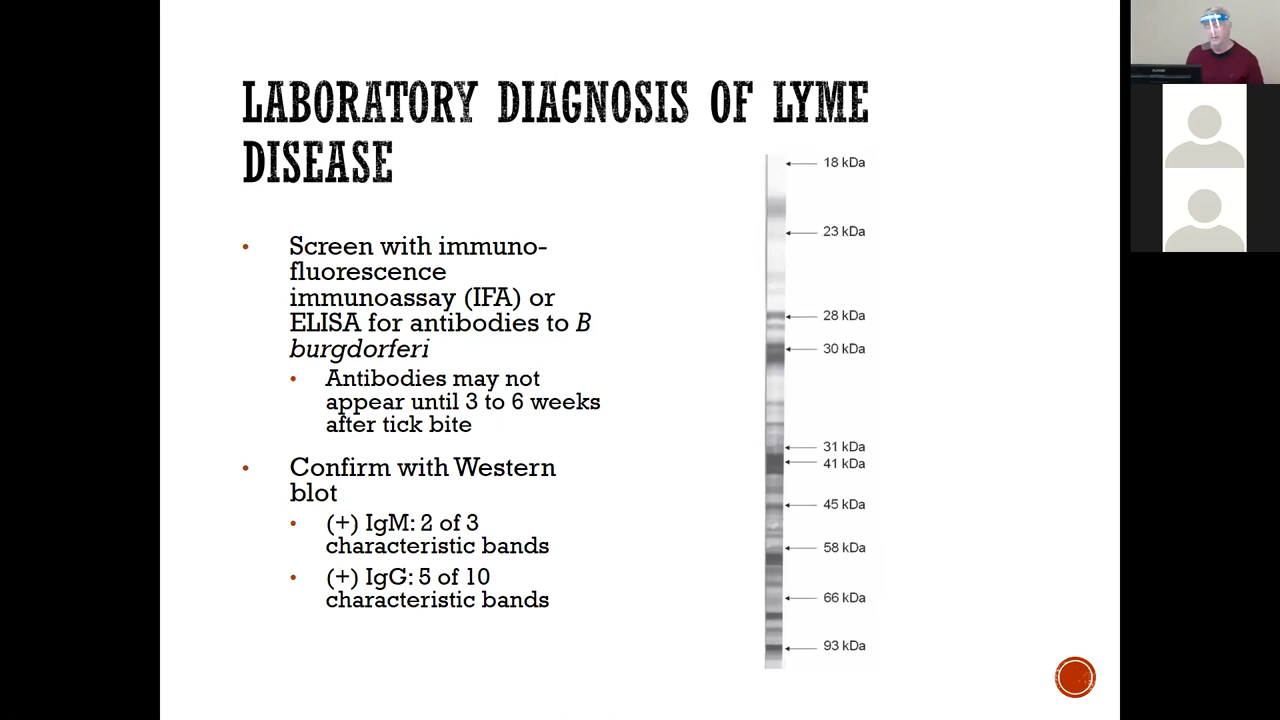 LABORATORY DIAGNOSIS OF LYME
DISEASE
• Screen with immuno-
fluorescence
immunoassay (IFA) or
ELISA for antibodies to B
burgdorferi
• Antibodies may not
appear until 3 to 6 weeks
after tick bite
• Confirm with Western
blot
• (+) IgM: 2 of 3
characteristic bands
• (+) IgG: 5 of 10
characteristic bands
18 kDa
23 kDa
28 kDa
30 kDa
31 kDa
41 kDa
45 kDa
58 kDa
66 kDa
93 kDa